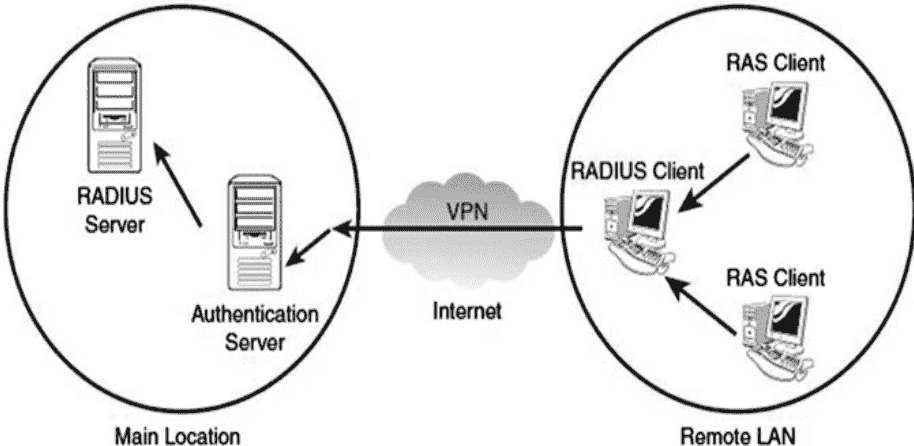 RAS Client
RADIUS Client
RADIUS
Server
VPN
RAS Client
Authentication
Server
Internet
Main Location
Remote LAN